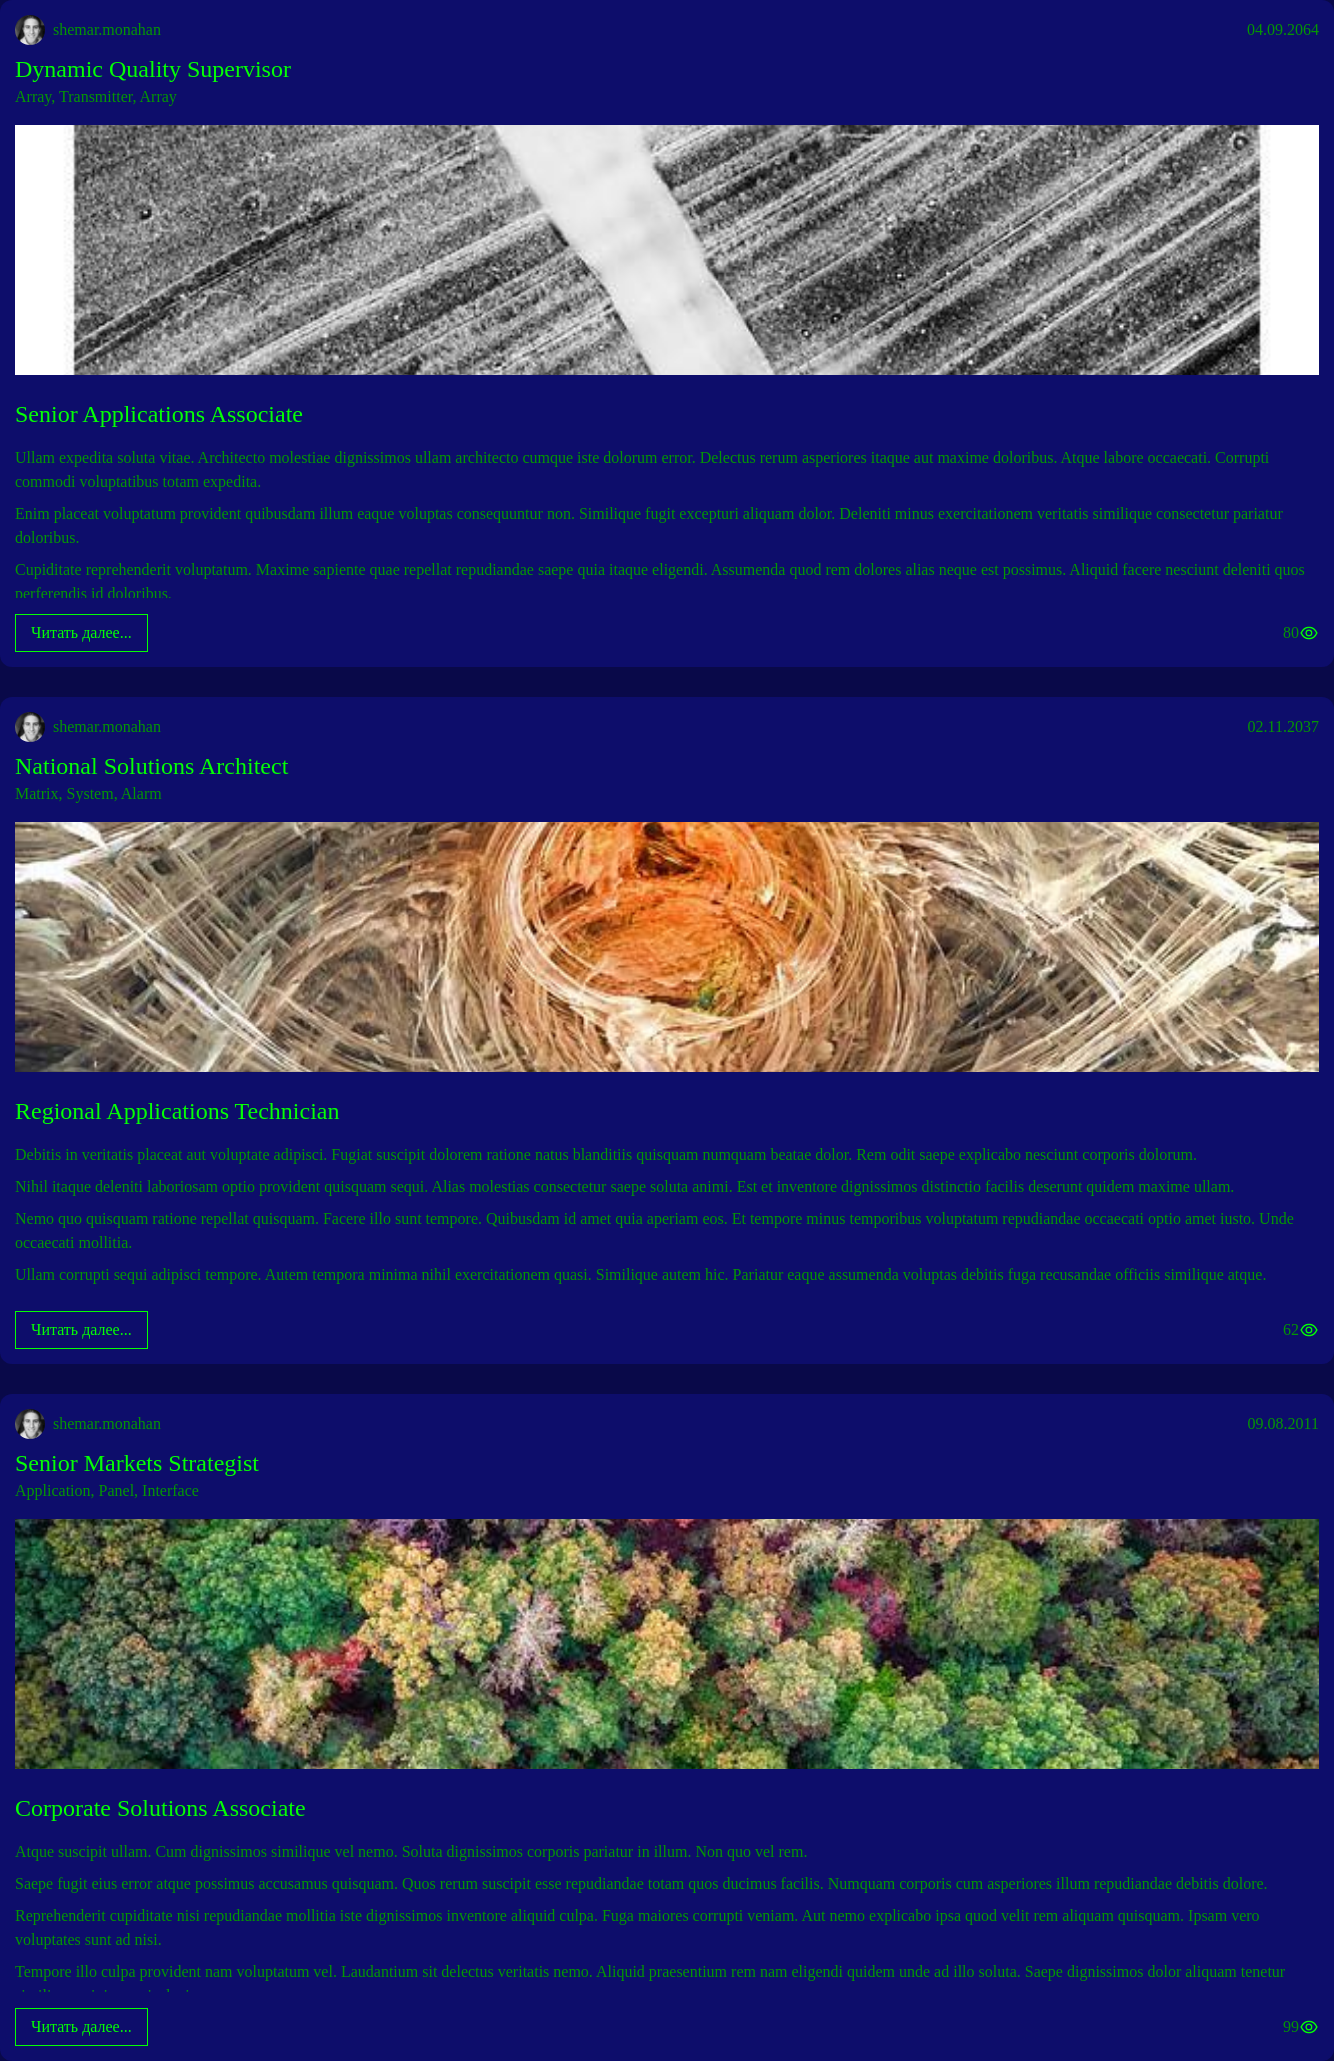 shemar.monahan
04.09.2064
Dynamic Quality Supervisor
Array, Transmitter, Array
Senior Applications Associate
Ullam expedita soluta vitae. Architecto molestiae dignissimos ullam architecto cumque iste dolorum error. Delectus rerum asperiores itaque aut maxime doloribus. Atque labore occaecati. Corrupti
commodi voluptatibus totam expedita.
Enim placeat voluptatum provident quibusdam illum eaque voluptas consequuntur non. Similique fugit excepturi aliquam dolor. Deleniti minus exercitationem veritatis similique consectetur pariatur
doloribus.
Cupiditate reprehenderit voluptatum. Maxime sapiente quae repellat repudiandae saepe quia itaque eligendi. Assumenda quod rem dolores alias neque est possimus. Aliquid facere nesciunt deleniti quos
perferendis id doloribus.
Читать далее...
80
shemar.monahan
02.11.2037
National Solutions Architect
Matrix, System, Alarm
Regional Applications Technician
Debitis in veritatis placeat aut voluptate adipisci. Fugiat suscipit dolorem ratione natus blanditiis quisquam numquam beatae dolor. Rem odit saepe explicabo nesciunt corporis dolorum.
Nihil itaque deleniti laboriosam optio provident quisquam sequi. Alias molestias consectetur saepe soluta animi. Est et inventore dignissimos distinctio facilis deserunt quidem maxime ullam.
Nemo quo quisquam ratione repellat quisquam. Facere illo sunt tempore. Quibusdam id amet quia aperiam eos. Et tempore minus temporibus voluptatum repudiandae occaecati optio amet iusto. Unde
occaecati mollitia.
Ullam corrupti sequi adipisci tempore. Autem tempora minima nihil exercitationem quasi. Similique autem hic. Pariatur eaque assumenda voluptas debitis fuga recusandae officiis similique atque.
Читать далее...
62
shemar.monahan
09.08.2011
Senior Markets Strategist
Application, Panel, Interface
Corporate Solutions Associate
Atque suscipit ullam. Cum dignissimos similique vel nemo. Soluta dignissimos corporis pariatur in illum. Non quo vel rem.
Saepe fugit eius error atque possimus accusamus quisquam. Quos rerum suscipit esse repudiandae totam quos ducimus facilis. Numquam corporis cum asperiores illum repudiandae debitis dolore.
Reprehenderit cupiditate nisi repudiandae mollitia iste dignissimos inventore aliquid culpa. Fuga maiores corrupti veniam. Aut nemo explicabo ipsa quod velit rem aliquam quisquam. Ipsam vero
voluptates sunt ad nisi.
Tempore illo culpa provident nam voluptatum vel. Laudantium sit delectus veritatis nemo. Aliquid praesentium rem nam eligendi quidem unde ad illo soluta. Saepe dignissimos dolor aliquam tenetur
Читать далее...
99